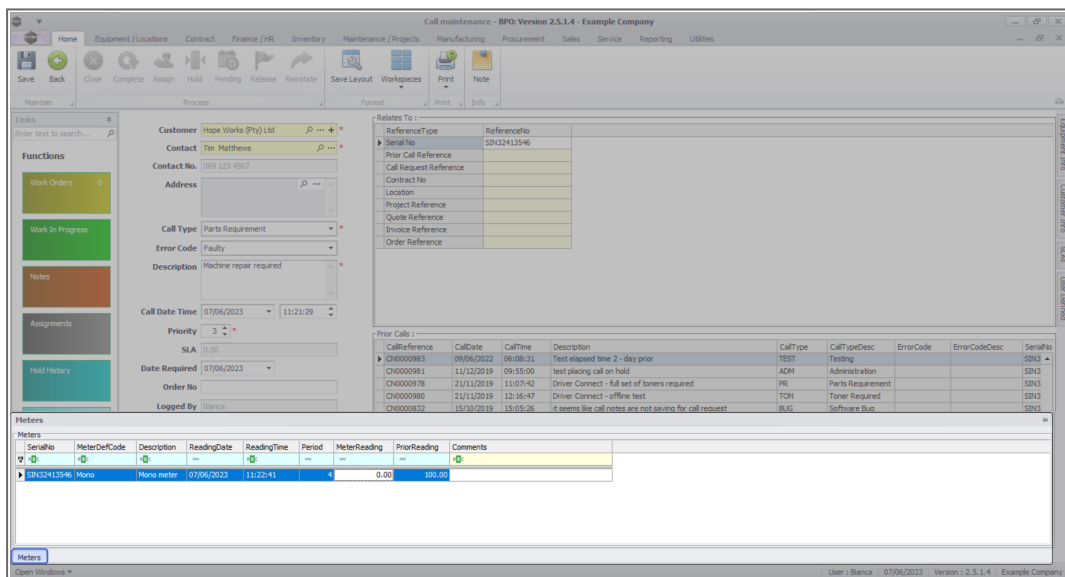 Call maintenance - BPO: Version 2.5.1.4 - Example Company
Home Equipment / Locations Contract Finance / HR Inventory Maintenance / Projects Manufacturing Procurement Sales Service Reporting Utilities
Save Back Close Complete Assign Hold Pending Release Reinstate Save Layout Workspaces Print Note
Maintain Process Format Print Info
Links
Enter text to search...
Functions
Work Orders 0
Work In Progress
Notes
Assignments
Hold History
Customer Hope Works (Pty) Ltd *
Contact Tim Matthews *
Contact No. 089 123 4567
Address
Call Type Parts Requirement *
Error Code Faulty
Description Machine repair required *
Call Date Time 07/06/2023 11:21:29
Priority 3 *
SLA 0.00
Date Required 07/06/2023
Order No
Logged By Bianca
Relates To :
ReferenceType ReferenceNo
Serial No SIN32413546
Prior Call Reference
Call Request Reference
Contract No
Location
Project Reference
Quote Reference
Invoice Reference
Order Reference
Equipment Info
Customer Info
SLAs
User Defined
Prior Calls :
CallReference CallDate CallTime Description CallType CallTypeDesc ErrorCode ErrorCodeDesc SerialNo
CN0000983 09/06/2022 06:08:31 Test elapsed time 2 - day prior TEST Testing SIN3
CN0000981 11/12/2019 09:55:00 test placing call on hold ADM Administration SIN3
CN0000978 21/11/2019 11:07:42 Driver Connect - full set of toners required PR Parts Requirement SIN3
CN0000980 21/11/2019 12:16:47 Driver Connect - offline test TON Toner Required SIN3
CN0000832 15/10/2019 15:05:26 it seems like call notes are not saving for call request BUG Software Bug SIN3
Meters
Meters
SerialNo MeterDefCode Description ReadingDate ReadingTime Period MeterReading PriorReading Comments
SIN32413546 Mono Mono meter 07/06/2023 11:22:41 4 0.00 100.00
Meters
Open Windows User : Bianca 07/06/2023 Version : 2.5.1.4 Example Company